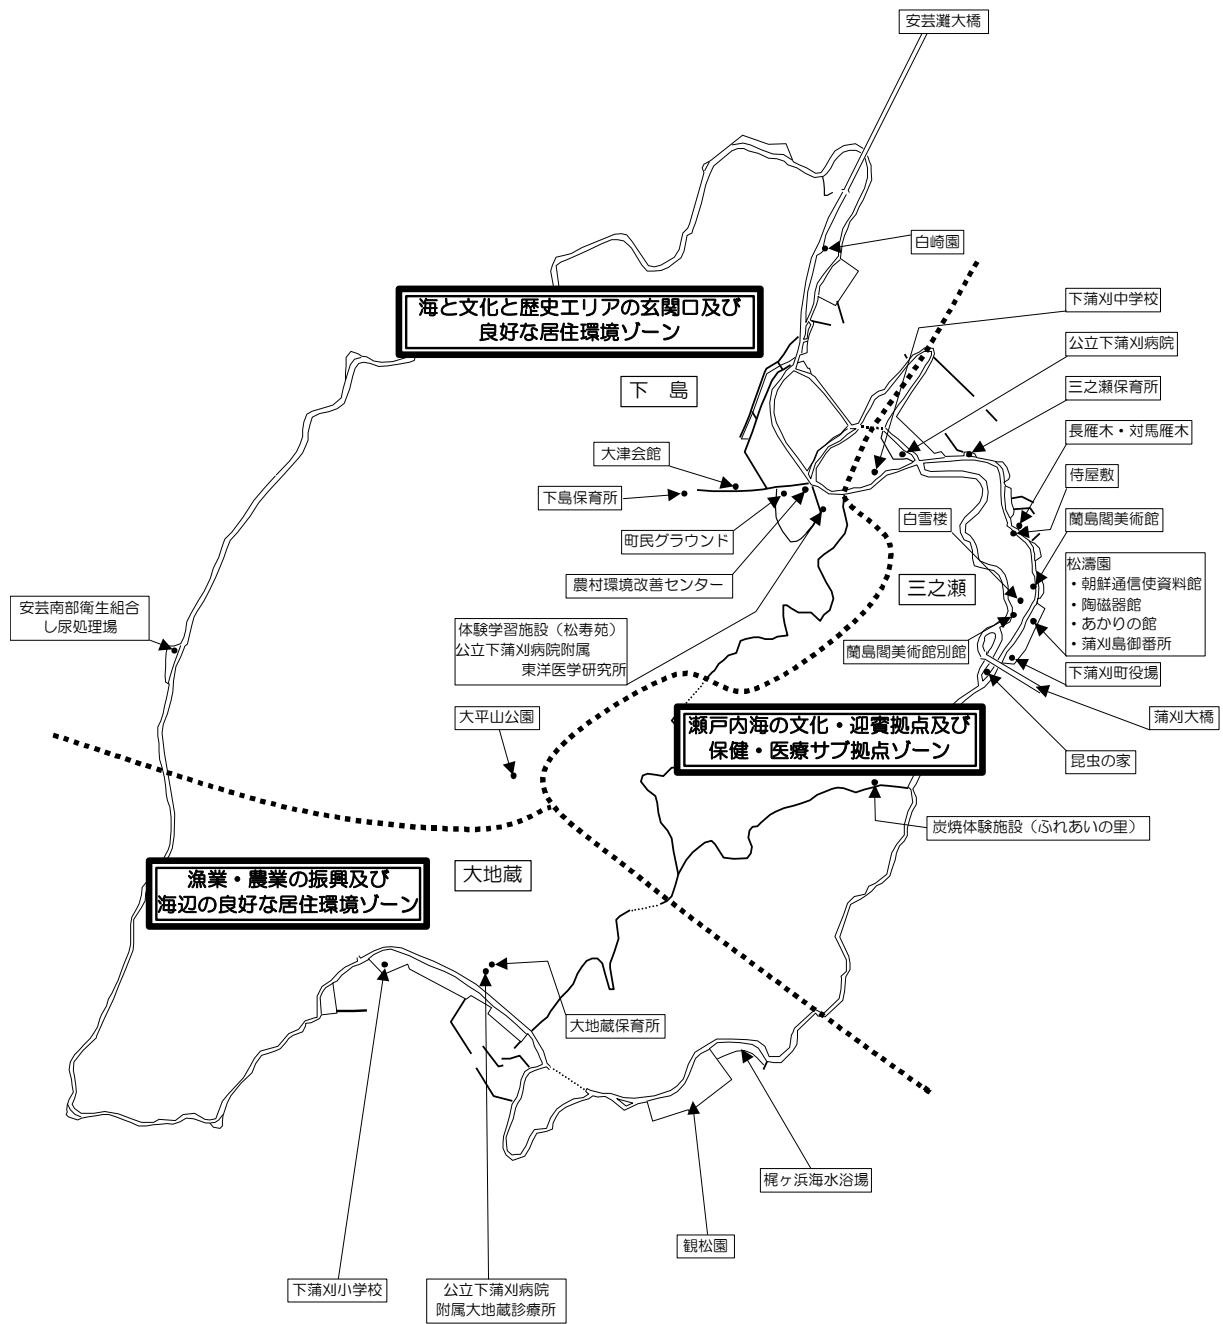 安芸灘大橋
白崎園
海と文化と歴史エリアの玄関口及び
良好な居住環境ゾーン
下蒲刈中学校
公立下蒲刈病院
下　島
三之瀬保育所
長雁木・対馬雁木
大津会館
侍屋敷
下島保育所
白雪楼
蘭島閣美術館
町民グラウンド
松濤園
・朝鮮通信使資料館
・陶磁器館
・あかりの館
・蒲刈島御番所
農村環境改善センター
三之瀬
安芸南部衛生組合
し尿処理場
体験学習施設（松寿苑）
公立下蒲刈病院附属
東洋医学研究所
蘭島閣美術館別館
下蒲刈町役場
大平山公園
蒲刈大橋
瀬戸内海の文化・迎賓拠点及び
保健・医療サブ拠点ゾーン
昆虫の家
炭焼体験施設（ふれあいの里）
大地蔵
漁業・農業の振興及び
海辺の良好な居住環境ゾーン
大地蔵保育所
梶ヶ浜海水浴場
観松園
下蒲刈小学校
公立下蒲刈病院
附属大地蔵診療所